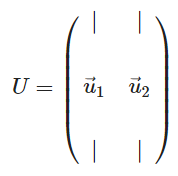 | |
U = ( u⃗₁ u⃗₂ )
| |